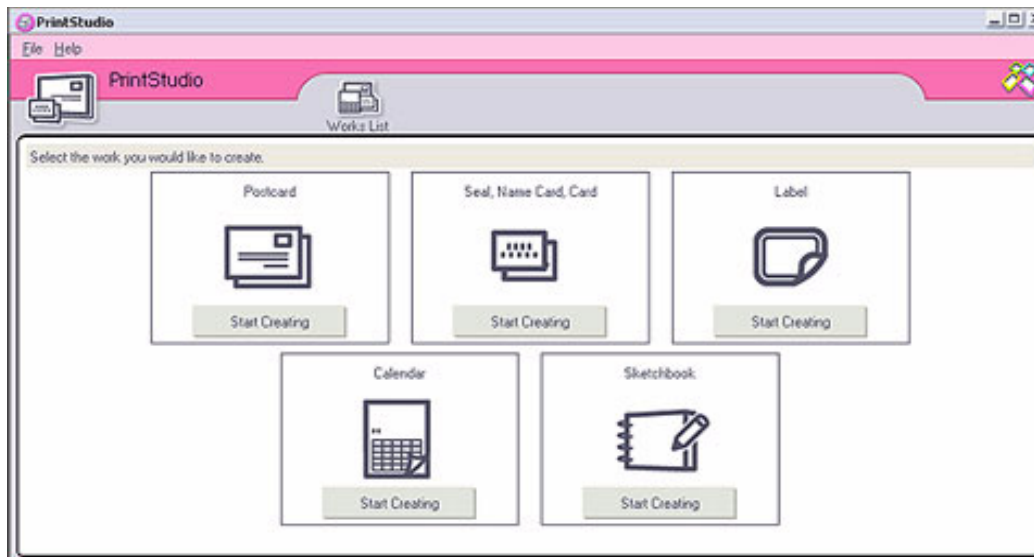 PrintStudio
File Help
PrintStudio
Works List
Select the work you would like to create.
Postcard
Seal, Name Card, Card
Label
Start Creating
Start Creating
Start Creating
Calendar
Sketchbook
Start Creating
Start Creating